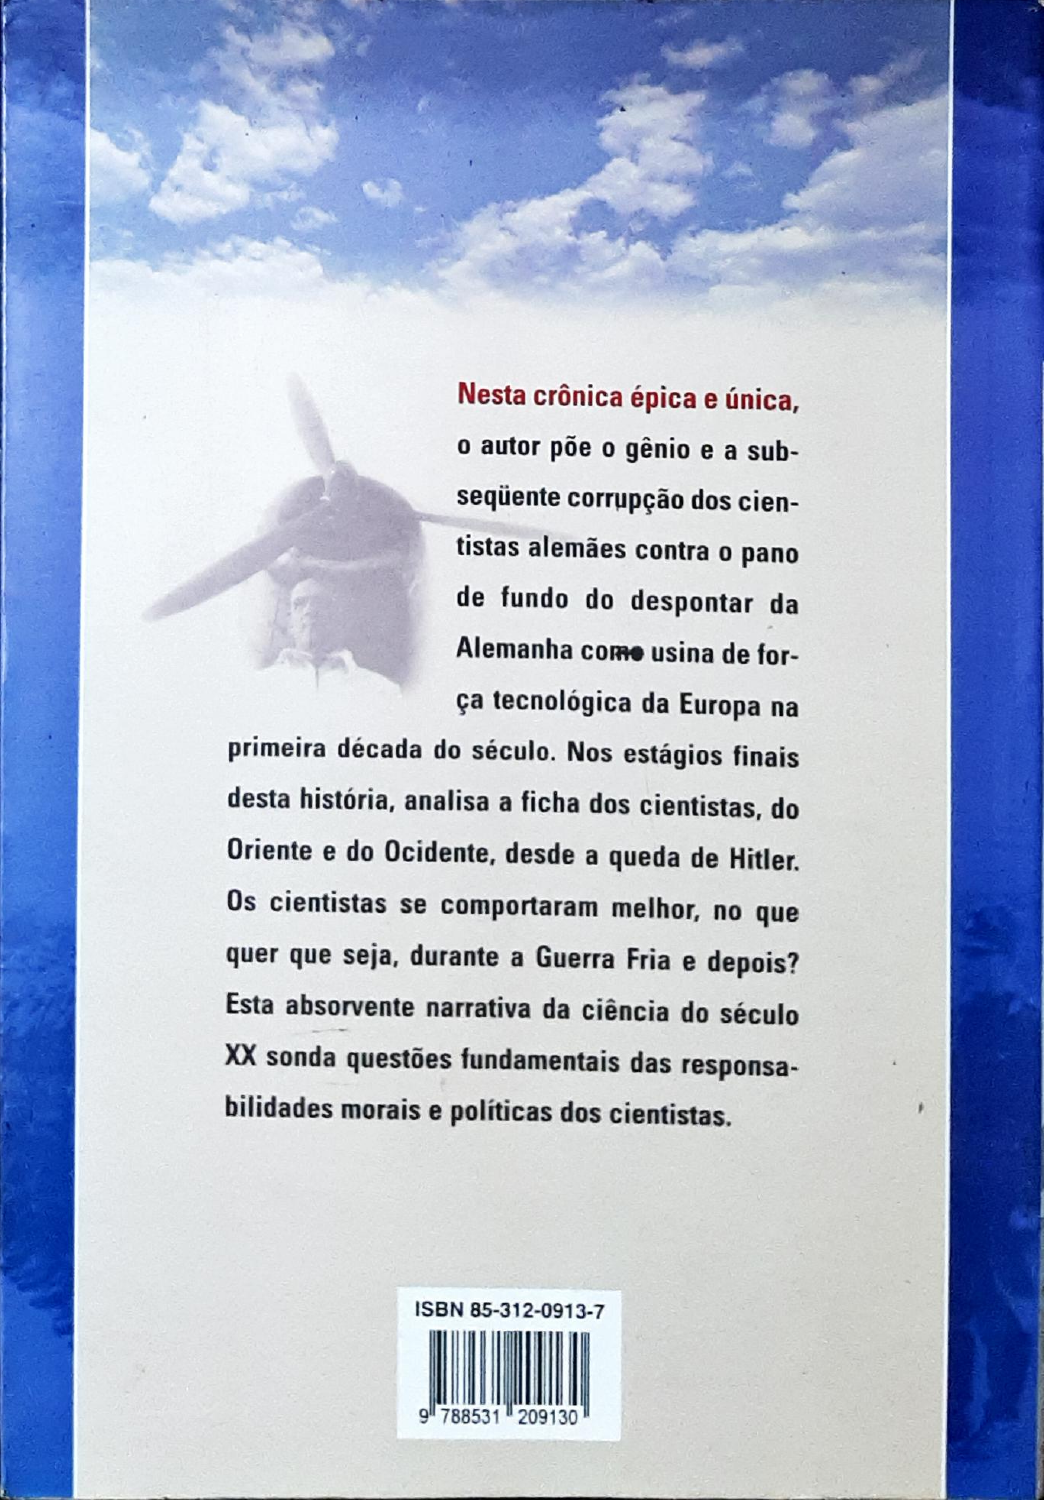 Nesta crônica épica e única,
o autor põe o gênio e a sub-
seqüente corrupção dos cien-
tistas alemães contra o pano
de fundo do despontar da
Alemanha como usina de for-
ça tecnológica da Europa na
primeira década do século. Nos estágios finais
desta história, analisa a ficha dos cientistas, do
Oriente e do Ocidente, desde a queda de Hitler.
Os cientistas se comportaram melhor, no que
quer que seja, durante a Guerra Fria e depois?
Esta absorvente narrativa da ciência do século
XX sonda questões fundamentais das responsa-
bilidades morais e políticas dos cientistas.
ISBN 85-312-0913-7
9 788531 209130